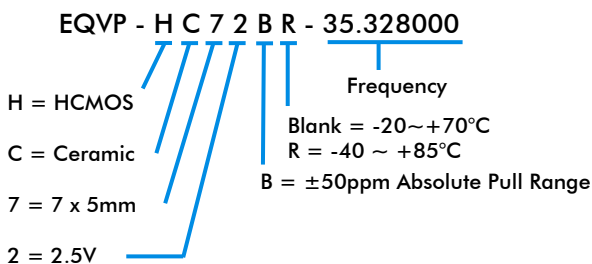 EQVP - H C 7 2 B R - 35.328000
Frequency
H = HCMOS
Blank = -20~+70°C
C = Ceramic
R = -40 ~ +85°C
B = ±50ppm Absolute Pull Range
7 = 7 x 5mm
2 = 2.5V